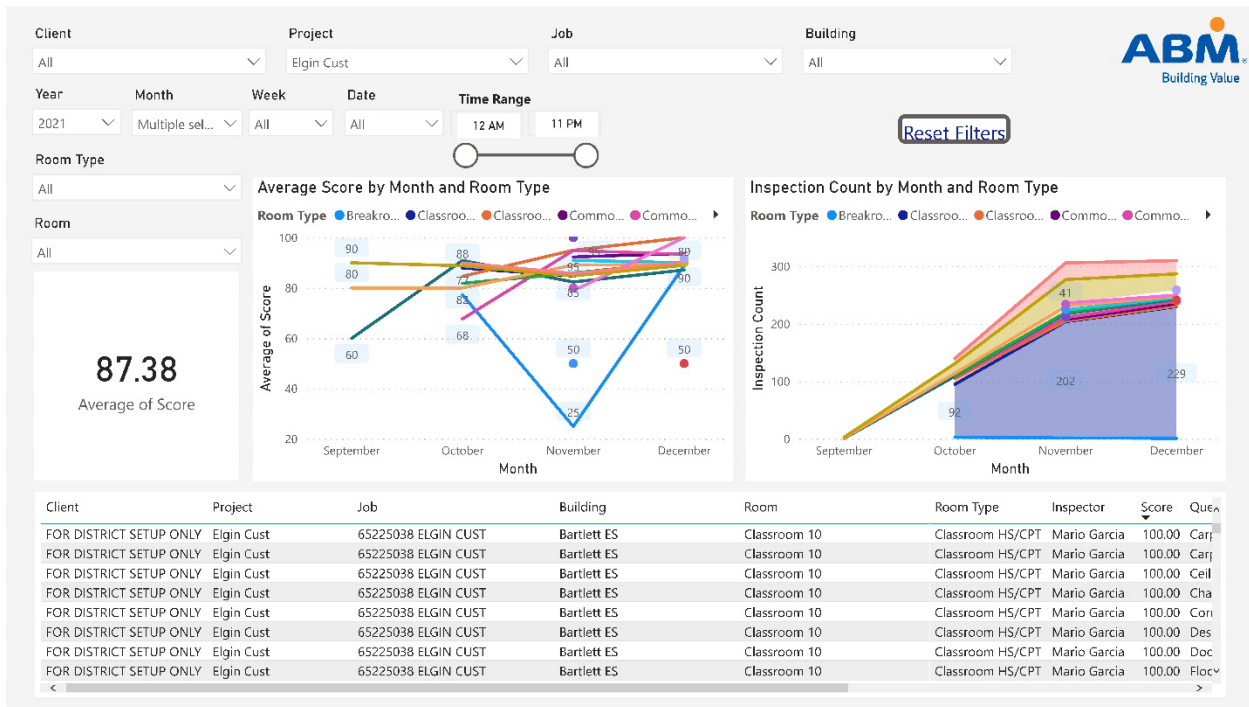 Client Project Job Building
All Elgin Cust All All
ABM
Building Value
Year Month Week Date Time Range
2021 Multiple sel... All All 12 AM 11 PM
Reset Filters
Room Type
All
Room
All
87.38
Average of Score
Average Score by Month and Room Type
Room Type Breakro... Classroo... Classroo... Commo... Commo...
Average of Score
100
80
60
40
20
90
80
60
88
82
68
95
85
50
25
89
90
50
September October November December
Month
Inspection Count by Month and Room Type
Room Type Breakro... Classroo... Classroo... Commo... Commo...
Inspection Count
300
200
100
0
41
92
202
229
September October November December
Month
Client Project Job Building Room Room Type Inspector Score
FOR DISTRICT SETUP ONLY Elgin Cust 65225038 ELGIN CUST Bartlett ES Classroom 10 Classroom HS/CPT Mario Garcia 100.00
FOR DISTRICT SETUP ONLY Elgin Cust 65225038 ELGIN CUST Bartlett ES Classroom 10 Classroom HS/CPT Mario Garcia 100.00
FOR DISTRICT SETUP ONLY Elgin Cust 65225038 ELGIN CUST Bartlett ES Classroom 10 Classroom HS/CPT Mario Garcia 100.00 Ceil
FOR DISTRICT SETUP ONLY Elgin Cust 65225038 ELGIN CUST Bartlett ES Classroom 10 Classroom HS/CPT Mario Garcia 100.00 Cha
FOR DISTRICT SETUP ONLY Elgin Cust 65225038 ELGIN CUST Bartlett ES Classroom 10 Classroom HS/CPT Mario Garcia 100.00
FOR DISTRICT SETUP ONLY Elgin Cust 65225038 ELGIN CUST Bartlett ES Classroom 10 Classroom HS/CPT Mario Garcia 100.00 Des
FOR DISTRICT SETUP ONLY Elgin Cust 65225038 ELGIN CUST Bartlett ES Classroom 10 Classroom HS/CPT Mario Garcia 100.00
FOR DISTRICT SETUP ONLY Elgin Cust 65225038 ELGIN CUST Bartlett ES Classroom 10 Classroom HS/CPT Mario Garcia 100.00